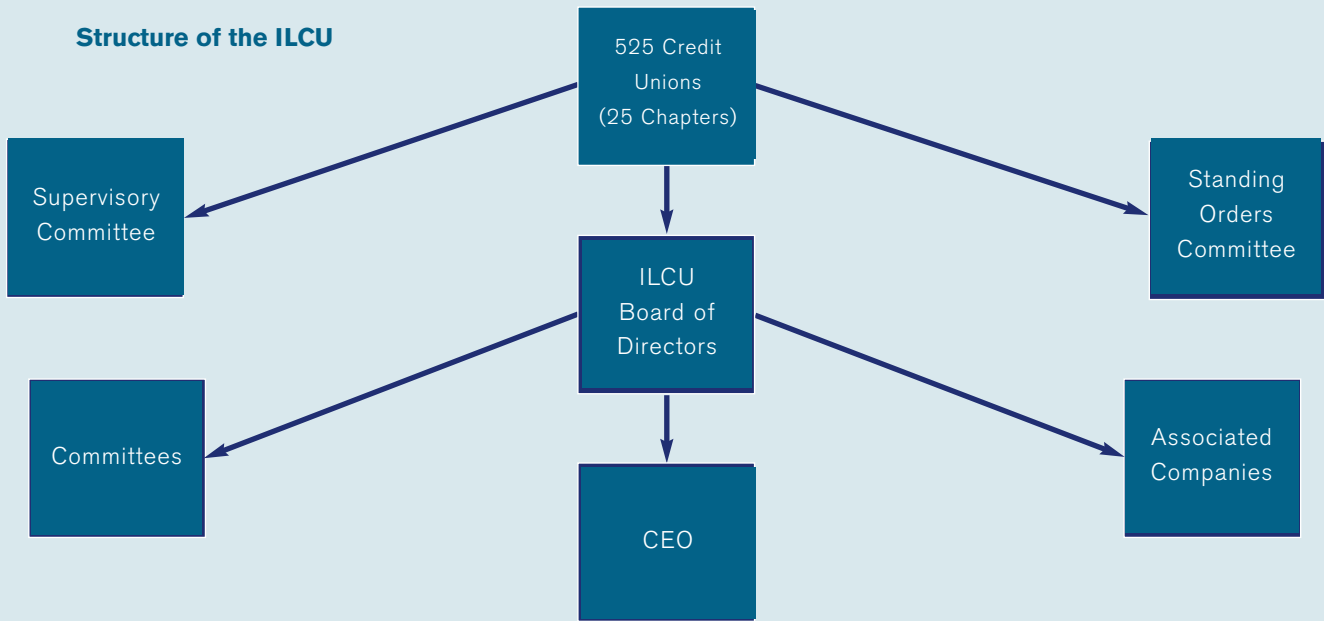 Structure of the ILCU
525 Credit
Unions
(25 Chapters)
Supervisory
Committee
Standing
Orders
Committee
ILCU
Board of
Directors
Committees
Associated
Companies
CEO